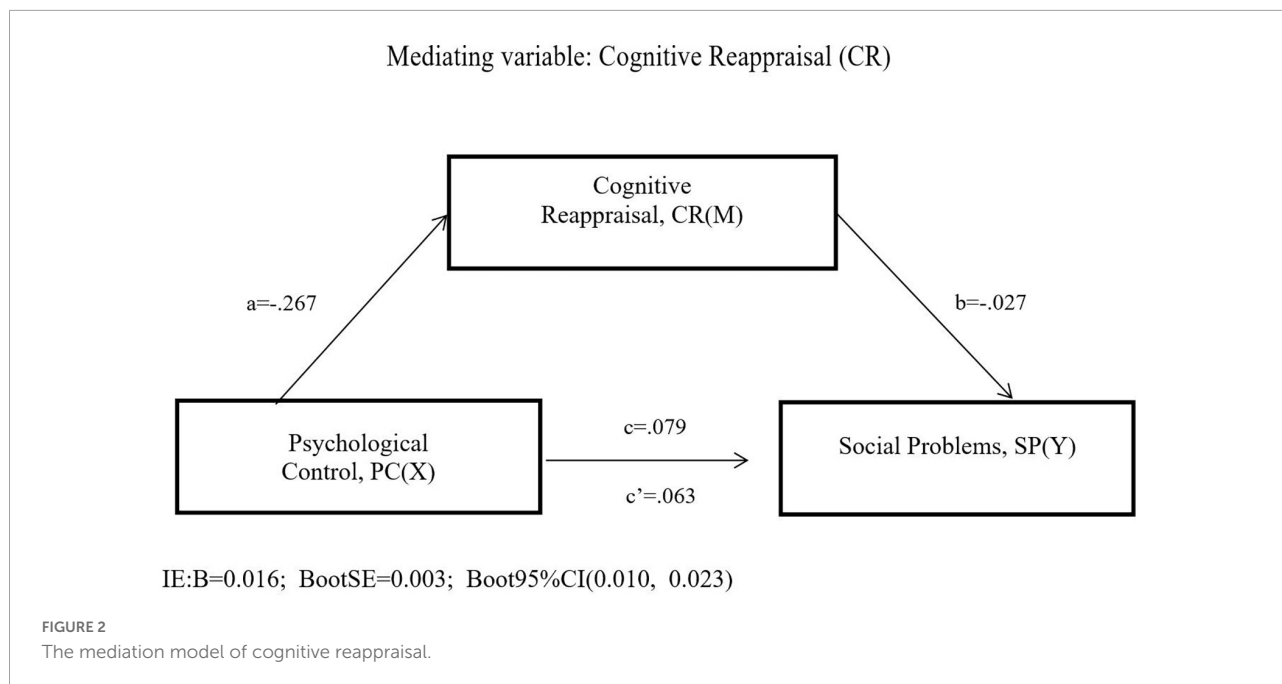 Mediating variable: Cognitive Reappraisal (CR)
Cognitive
Reappraisal, CR(M)
a=-.267
b=-.027
Psychological
Control, PC(X)
c=.079
c’=.063
Social Problems, SP(Y)
IE:B=0.016; BootSE=0.003; Boot95%CI(0.010, 0.023)
FIGURE 2
The mediation model of cognitive reappraisal.